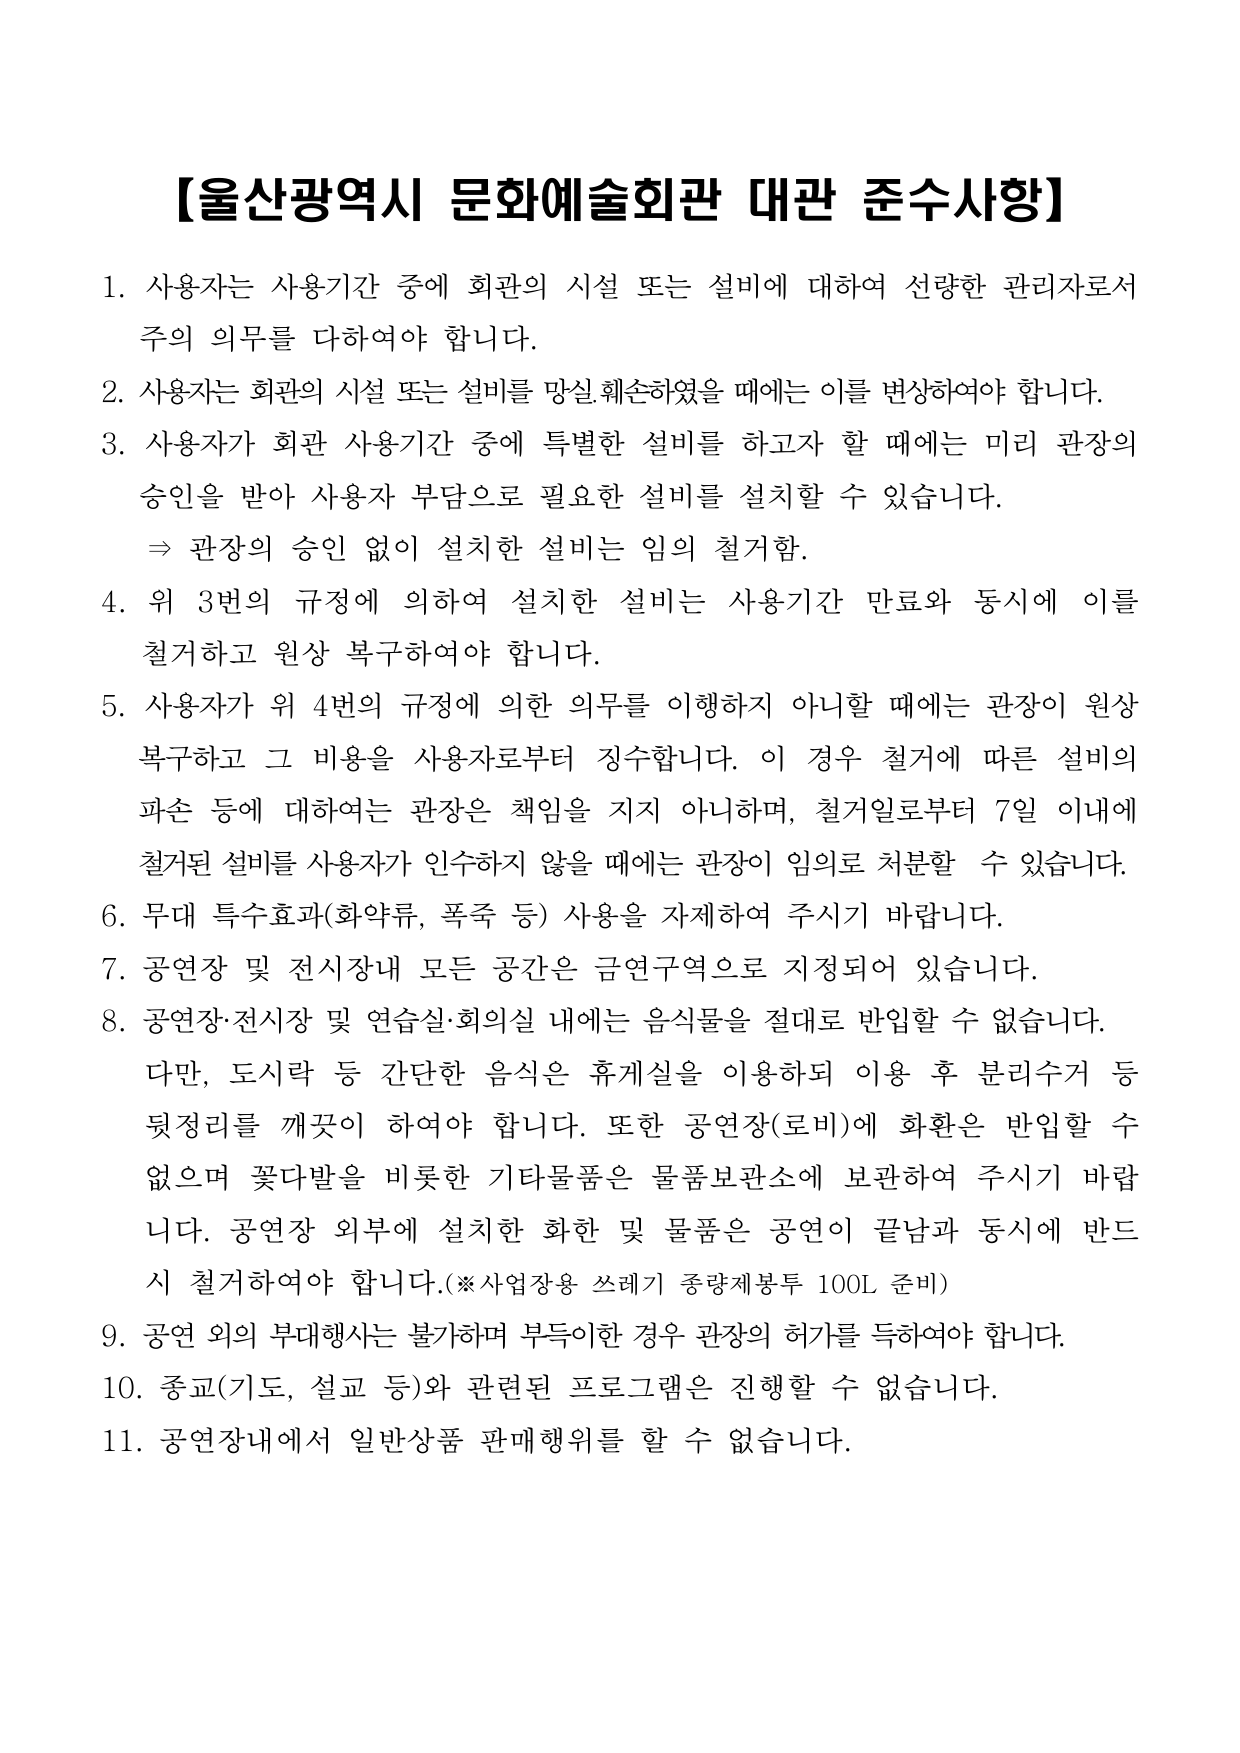 【울산광역시 문화예술회관 대관 준수사항】
1. 사용자는 사용기간 중에 회관의 시설 또는 설비에 대하여 선량한 관리자로서
주의 의무를 다하여야 합니다.
2. 사용자는 회관의 시설 또는 설비를 망실.훼손하였을 때에는 이를 변상하여야 합니다.
3. 사용자가 회관 사용기간 중에 특별한 설비를 하고자 할 때에는 미리 관장의
승인을 받아 사용자 부담으로 필요한 설비를 설치할 수 있습니다.
⇒ 관장의 승인 없이 설치한 설비는 임의 철거함.
4. 위 3번의 규정에 의하여 설치한 설비는 사용기간 만료와 동시에 이를
철거하고 원상 복구하여야 합니다.
5. 사용자가 위 4번의 규정에 의한 의무를 이행하지 아니할 때에는 관장이 원상
복구하고 그 비용을 사용자로부터 징수합니다. 이 경우 철거에 따른 설비의
파손 등에 대하여는 관장은 책임을 지지 아니하며, 철거일로부터 7일 이내에
철거된 설비를 사용자가 인수하지 않을 때에는 관장이 임의로 처분할 수 있습니다.
6. 무대 특수효과(화약류, 폭죽 등) 사용을 자제하여 주시기 바랍니다.
7. 공연장 및 전시장내 모든 공간은 금연구역으로 지정되어 있습니다.
8. 공연장·전시장 및 연습실·회의실 내에는 음식물을 절대로 반입할 수 없습니다.
다만, 도시락 등 간단한 음식은 휴게실을 이용하되 이용 후 분리수거 등
뒷정리를 깨끗이 하여야 합니다. 또한 공연장(로비)에 화환은 반입할 수
없으며 꽃다발을 비롯한 기타물품은 물품보관소에 보관하여 주시기 바랍
니다. 공연장 외부에 설치한 화한 및 물품은 공연이 끝남과 동시에 반드
시 철거하여야 합니다.(※사업장용 쓰레기 종량제봉투 100L 준비)
9. 공연 외의 부대행사는 불가하며 부득이한 경우 관장의 허가를 득하여야 합니다.
10. 종교(기도, 설교 등)와 관련된 프로그램은 진행할 수 없습니다.
11. 공연장내에서 일반상품 판매행위를 할 수 없습니다.